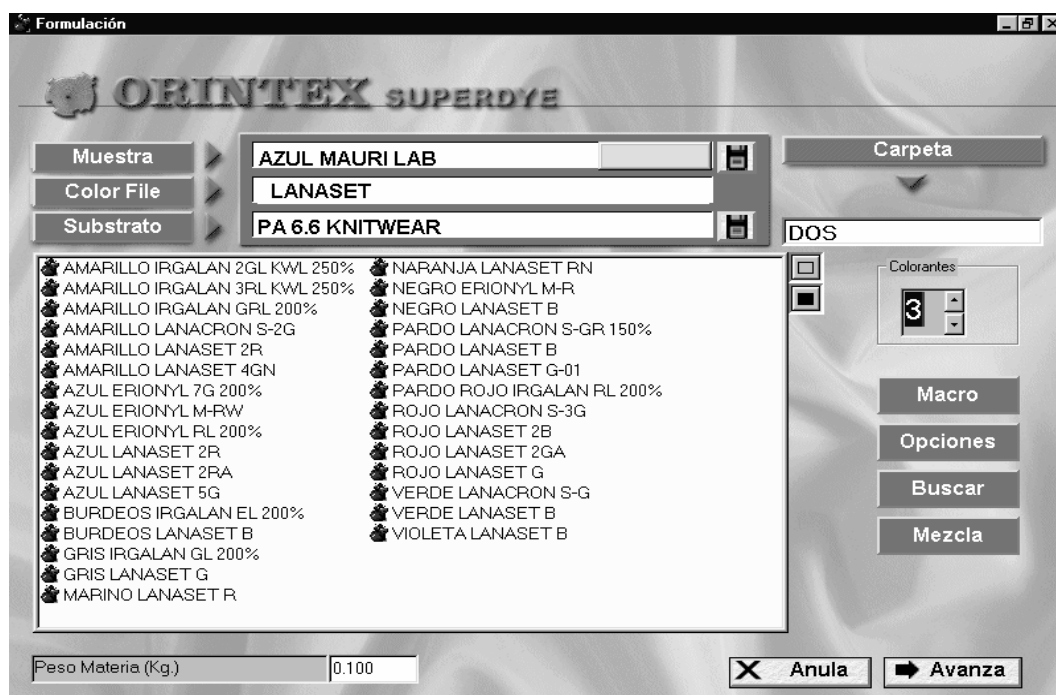 Formulación
ORINTEX SUPERDYE
Muestra
AZUL MAURI LAB
Carpeta
Color File
LANASET
Substrato
PA 6.6 KNITWEAR
DOS
AMARILLO IRGALAN 2GL KWL 250%
AMARILLO IRGALAN 3RL KWL 250%
AMARILLO IRGALAN GRL 200%
AMARILLO LANACRON S-2G
AMARILLO LANASET 2R
AMARILLO LANASET 4GN
AZUL ERIONYL 7G 200%
AZUL ERIONYL M-RW
AZUL ERIONYL RL 200%
AZUL LANASET 2R
AZUL LANASET 2RA
AZUL LANASET 5G
BURDEOS IRGALAN EL 200%
BURDEOS LANASET B
GRIS IRGALAN GL 200%
GRIS LANASET G
MARINO LANASET R
NARANJA LANASET RN
NEGRO ERIONYL M-R
NEGRO LANASET B
PARDO LANACRON S-GR 150%
PARDO LANASET B
PARDO LANASET G-01
PARDO ROJO IRGALAN RL 200%
ROJO LANACRON S-3G
ROJO LANASET 2B
ROJO LANASET 2GA
ROJO LANASET G
VERDE LANACRON S-G
VERDE LANASET B
VIOLETA LANASET B
Colorantes
3
Macro
Opciones
Buscar
Mezcla
Peso Materia (Kg.)
0.100
Anula
Avanza